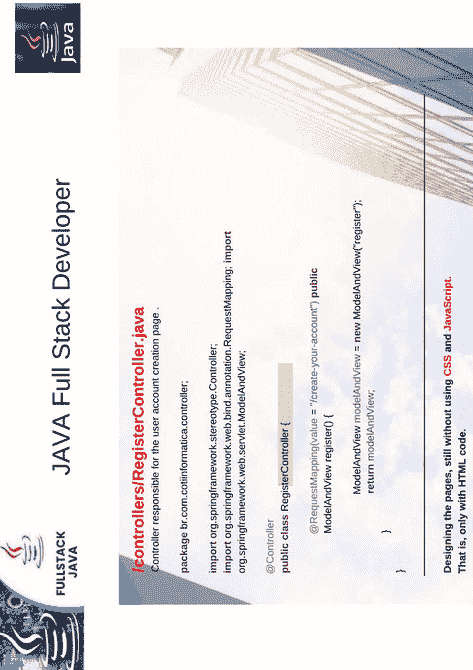 Java
FULLSTACK
JAVA
JAVA Full Stack Developer
/controllers/RegisterController.java
Controller responsible for the user account creation page .
package br.com.cotiinformatica.controller;
import org.springframework.stereotype.Controller;
import org.springframework.web.bind.annotation.RequestMapping; import
org.springframework.web.servlet.ModelAndView;
@Controller
public class RegisterController {
@RequestMapping(value = "/create-your-account") public
ModelAndView register() {
ModelAndView modelAndView = new ModelAndView("register");
return modelAndView;
}
}
Designing the pages, still without using CSS and JavaScript.
That is, only with HTML code.